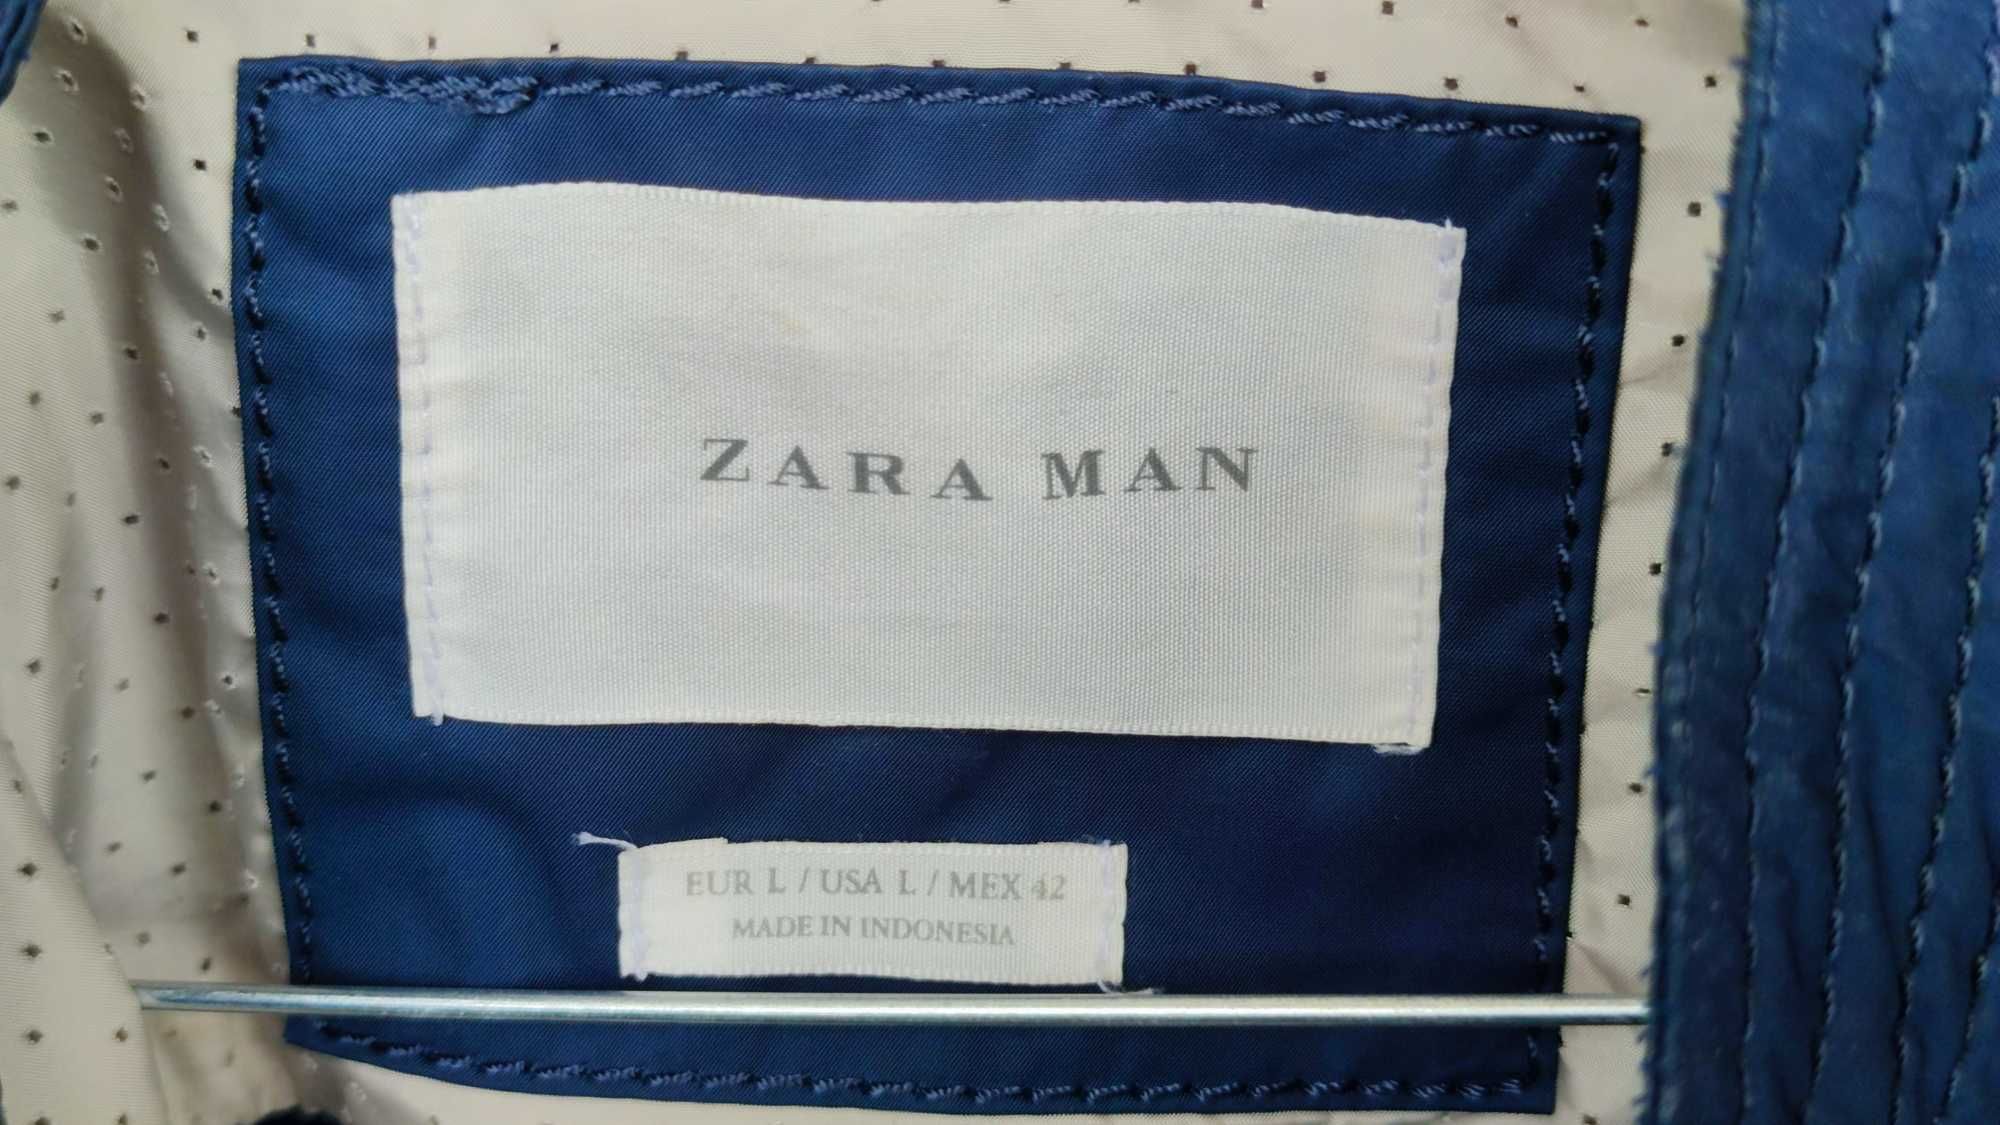 ZARA MAN
EUR L / USA L / MEX 42
MADE IN INDONESIA